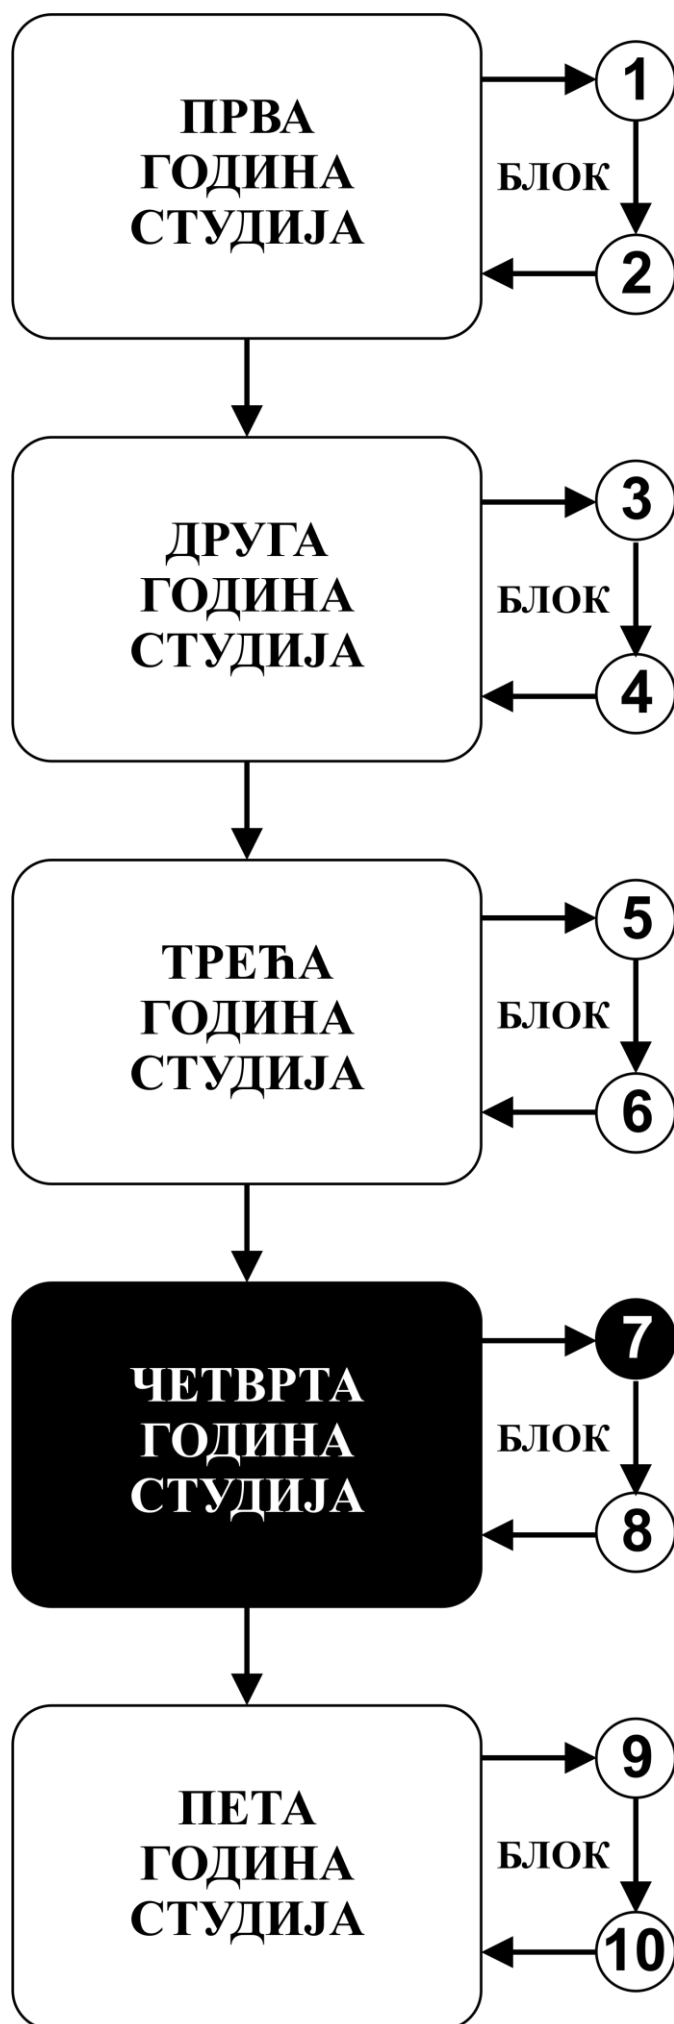 ПРВА
ГОДИНА
СТУДИЈА
1
БЛОК
2
ДРУГА
ГОДИНА
СТУДИЈА
3
БЛОК
4
ТРЕЋА
ГОДИНА
СТУДИЈА
5
БЛОК
6
ЧЕТВРТА
ГОДИНА
СТУДИЈА
7
БЛОК
8
ПЕТА
ГОДИНА
СТУДИЈА
9
БЛОК
10